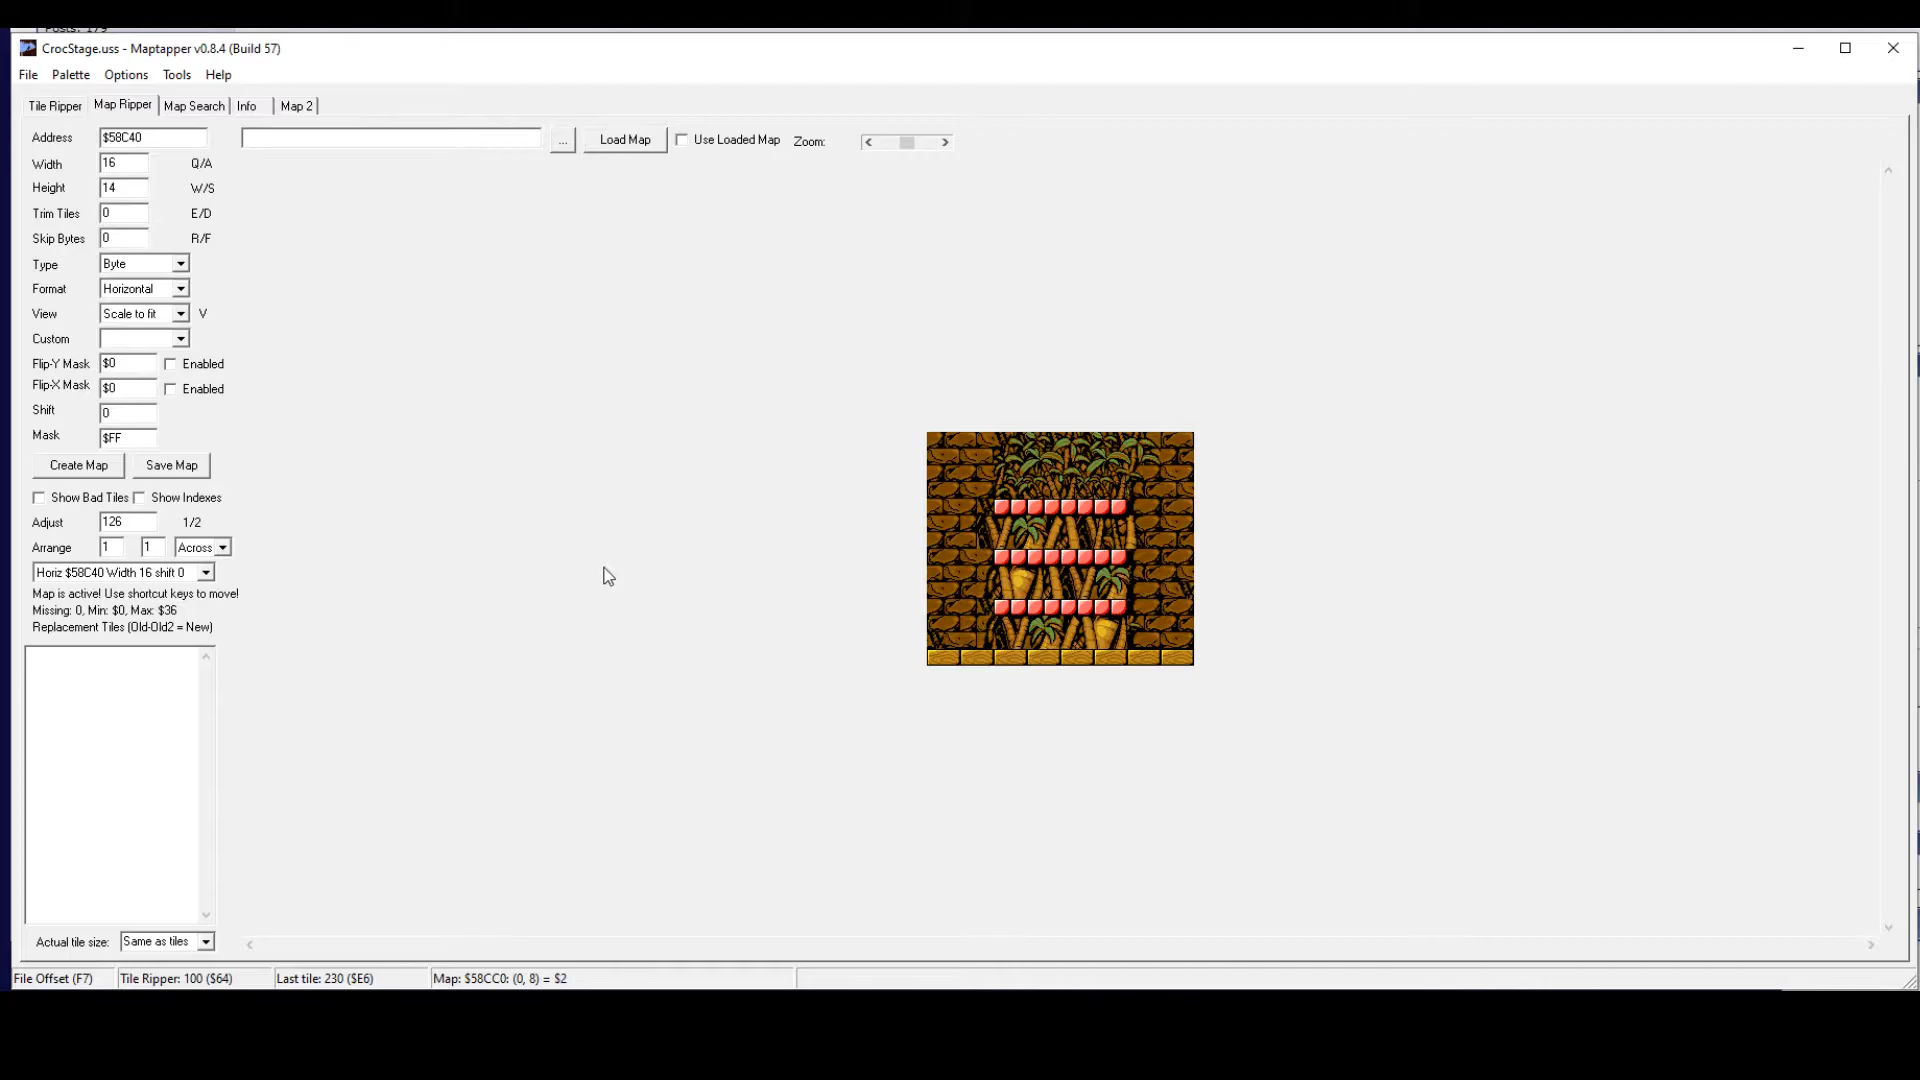 CrocStage.uss - Maptapper v0.8.4 (Build 57)
File Palette Options Tools Help
Tile Ripper Map Ripper Map Search Info Map 2
Address $58C40 ... Load Map Use Loaded Map Zoom:
Width 16 Q/A
Height 14 W/S
Trim Tiles 0 E/D
Skip Bytes 0 R/F
Type Byte
Format Horizontal
View Scale to fit V
Custom
Flip-Y Mask $0 Enabled
Flip-X Mask $0 Enabled
Shift 0
Mask $FF
Create Map Save Map
Show Bad Tiles Show Indexes
Adjust 126 1/2
Arrange 1 1 Across
Horiz $58C40 Width 16 shift 0
Map is active! Use shortcut keys to move!
Missing: 0, Min: $0, Max: $36
Replacement Tiles (Old-Old2 = New)
Actual tile size: Same as tiles
File Offset (F7) Tile Ripper: 100 ($64) Last tile: 230 ($E6) Map: $58CC0: (0, 8) = $2